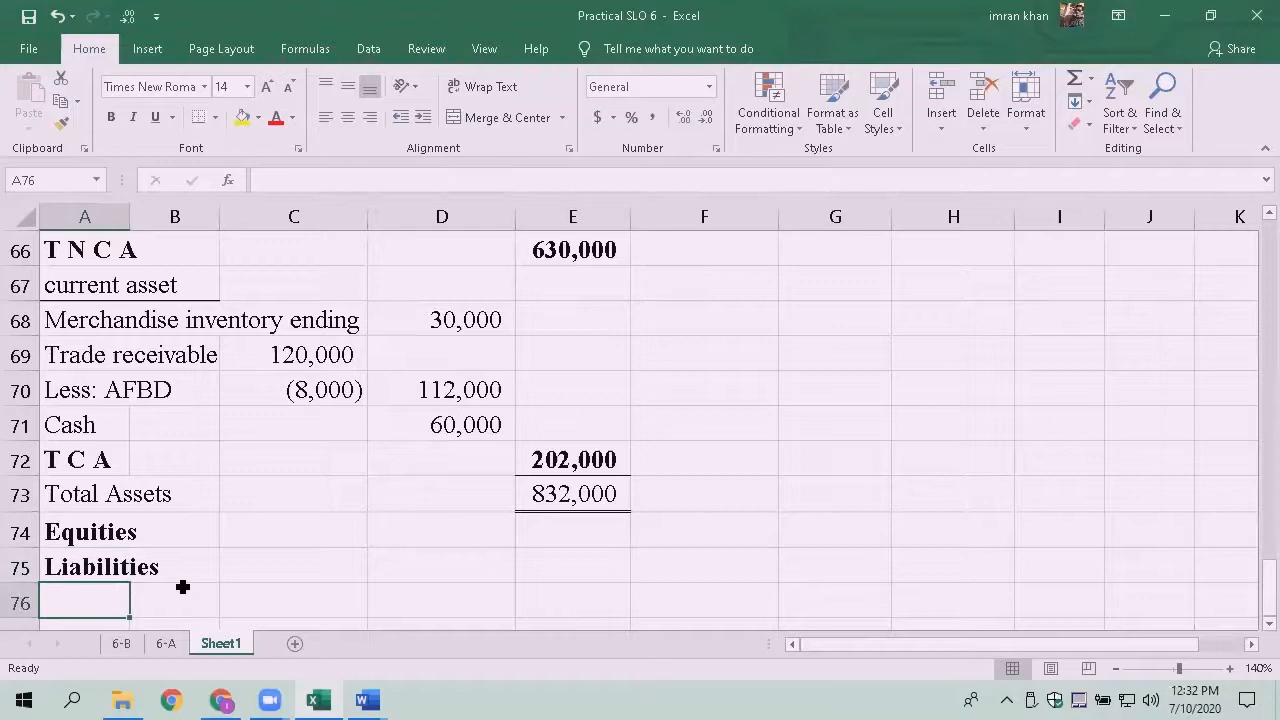 Practical SLO 6 - Excel
imran khan
File Home Insert Page Layout Formulas Data Review View Help Tell me what you want to do Share
Paste
Times New Roma 14
B I U
Wrap Text
Merge & Center
General
$ % ,
Conditional Formatting
Format as Table
Cell Styles
Insert Delete Format
Sort & Filter
Find & Select
Clipboard Font Alignment Number Styles Cells Editing
A76 fx
A B C D E F G H I J K
66 T N C A 630,000
67 current asset
68 Merchandise inventory ending 30,000
69 Trade receivable 120,000
70 Less: AFBD (8,000) 112,000
71 Cash 60,000
72 T C A 202,000
73 Total Assets 832,000
74 Equities
75 Liabilities
76
6-B 6-A Sheet1
Ready 140%
12:32 PM
7/10/2020